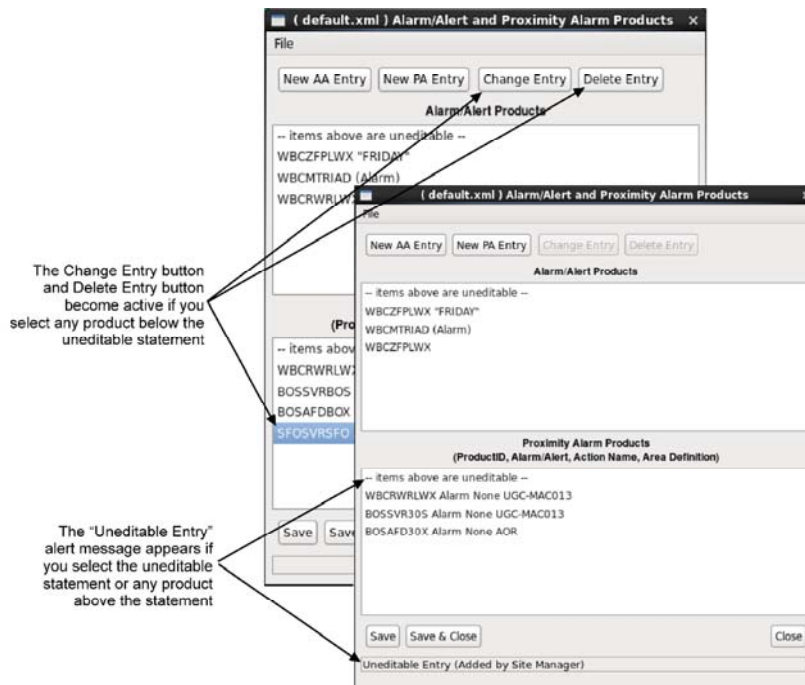 ( default.xml ) Alarm/Alert and Proximity Alarm Products
File
New AA Entry New PA Entry Change Entry Delete Entry
Alarm/Alert Products
-- items above are uneditable --
WBCZFPLWX "FRIDAY"
WBCMTRIAD (Alarm)
WBCRWRLWX
(Pro
-- items abov
WBCRWRLWX
BOSSVRBOS
BOSAFDBOX
SFOSVRSFO
Save Save
The Change Entry button
and Delete Entry button
become active if you
select any product below the
uneditable statement
The "Uneditable Entry"
alert message appears if
you select the uneditable
statement or any product
above the statement
( default.xml ) Alarm/Alert and Proximity Alarm Products
File
New AA Entry New PA Entry Change Entry Delete Entry
Alarm/Alert Products
-- items above are uneditable --
WBCZFPLWX "FRIDAY"
WBCMTRIAD (Alarm)
WBCZFPLWX
Proximity Alarm Products
(ProductID, Alarm/Alert, Action Name, Area Definition)
-- items above are uneditable --
WBCRWRLWX Alarm None UGC-MAC013
BOSSVR30S Alarm None UGC-MAC013
BOSAFD30X Alarm None AOR
Save Save & Close Close
Uneditable Entry (Added by Site Manager)